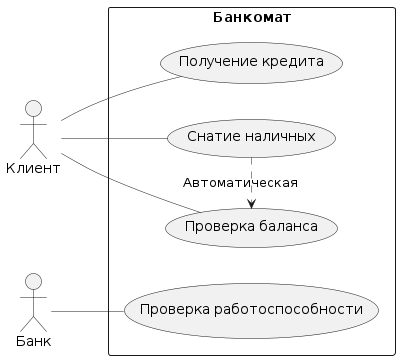 Банкомат
Получение кредита
Снатие наличных
Клиент
Автоматическая
Проверка баланса
Проверка работоспособности
Банк